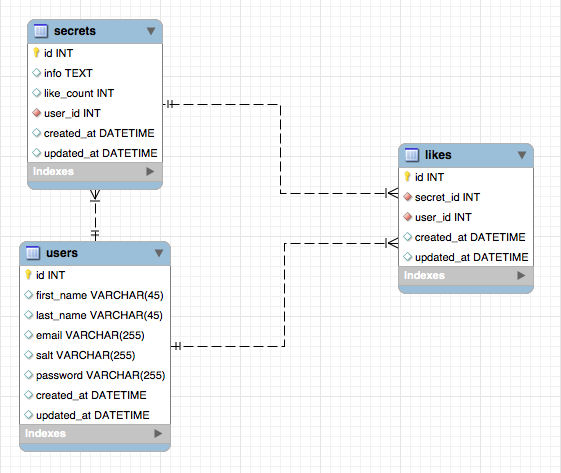 secrets
id INT
info TEXT
like_count INT
user_id INT
created_at DATETIME
updated_at DATETIME
Indexes
users
id INT
first_name VARCHAR(45)
last_name VARCHAR(45)
email VARCHAR(255)
salt VARCHAR(255)
password VARCHAR(255)
created_at DATETIME
updated_at DATETIME
Indexes
likes
id INT
secret_id INT
user_id INT
created_at DATETIME
updated_at DATETIME
Indexes